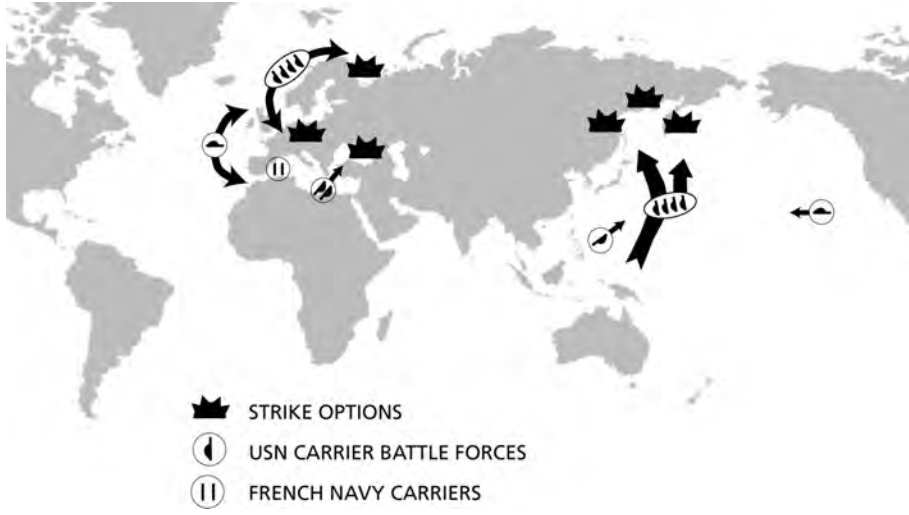 STRIKE OPTIONS
USN CARRIER BATTLE FORCES
FRENCH NAVY CARRIERS